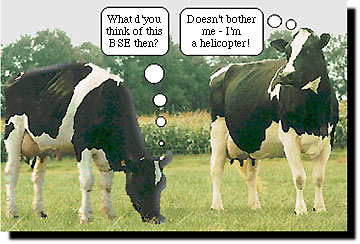 What d'you
think of this
BSE then?
Doesn't bother
me - I'm
a helicopter!